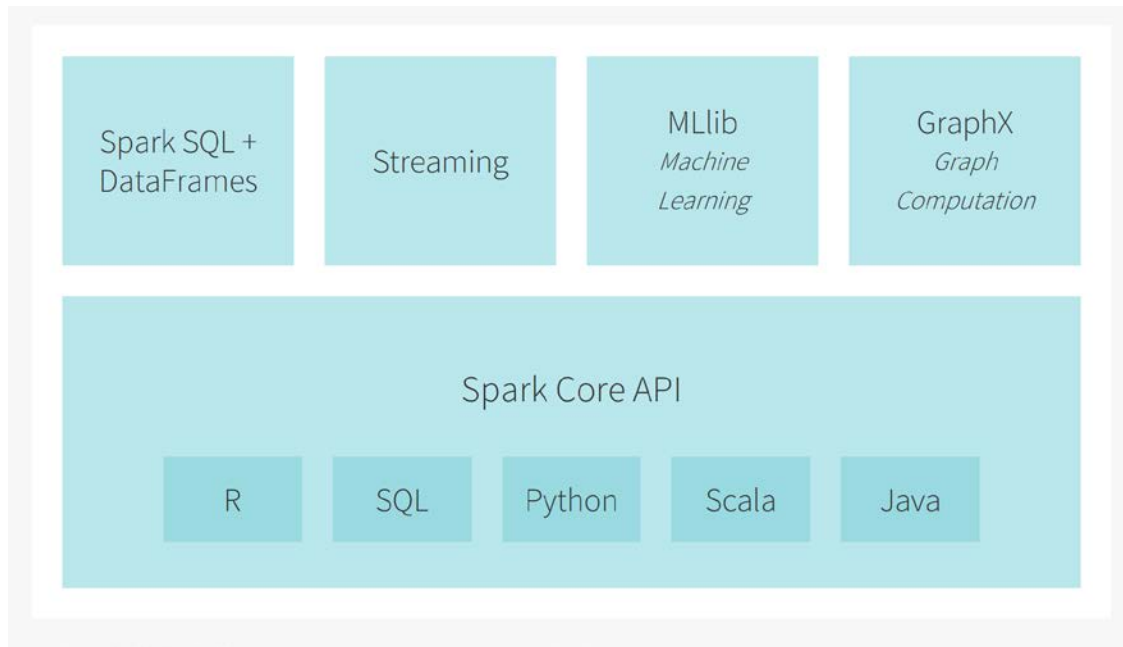 Spark SQL +
DataFrames
Streaming
MLlib
Machine
Learning
GraphX
Graph
Computation
Spark Core API
R
SQL
Python
Scala
Java